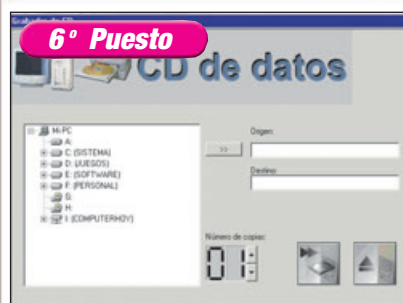 Grabador de CD
6º Puesto
CD de datos
MI-PC
A:
C: (SISTEMA)
D: (JUEGOS)
E: (SOFTWARE)
F: (PERSONAL)
G:
H:
I: (COMPUTERHOY)
Origen:
>>
Destino:
Número de copias:
01